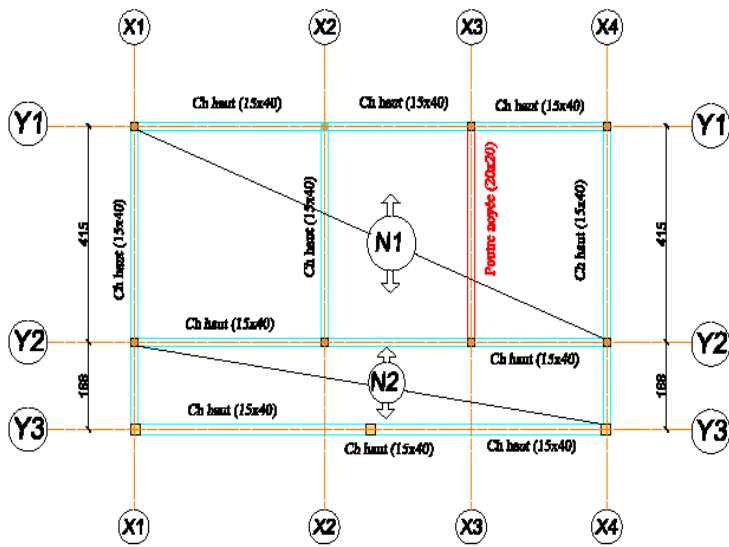 X1 X2 X3 X4
Ch haut (15x40) Ch haut (15x40) Ch haut (15x40)
Y1 Y1
415 Ch haut (15x40) Ch haut (15x40) N1 Poutre noyée (20x20) Ch haut (15x40) 415
Ch haut (15x40)
Y2 Y2
Ch haut (15x40)
188 N2 188
Ch haut (15x40)
Y3 Y3
Ch haut (15x40) Ch haut (15x40)
X1 X2 X3 X4